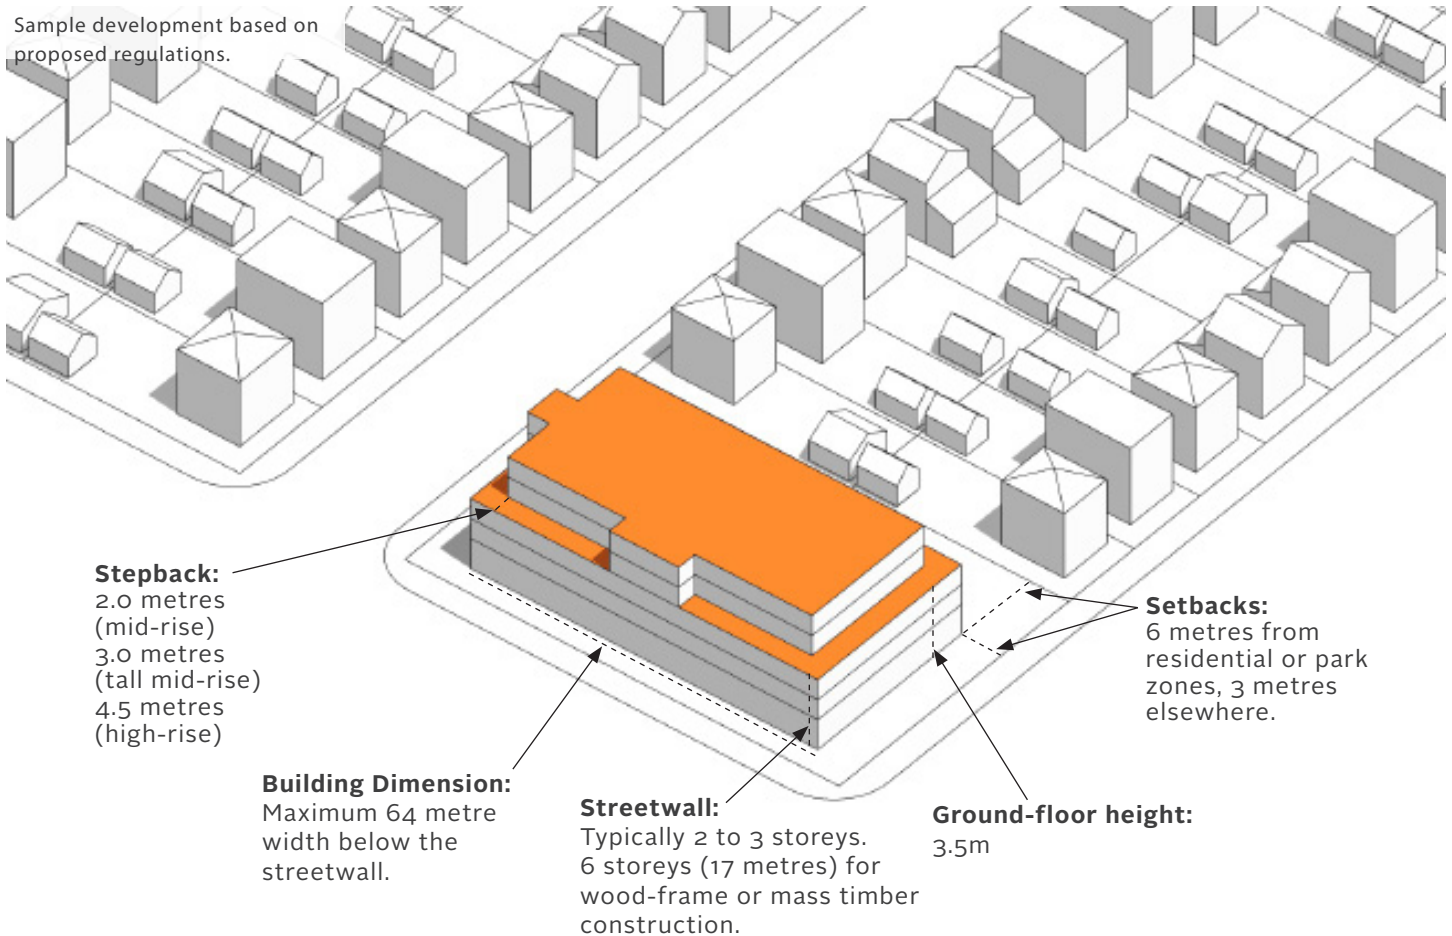 Sample development based on
proposed regulations.
Stepback:
2.0 metres
(mid-rise)
3.0 metres
(tall mid-rise)
4.5 metres
(high-rise)
Building Dimension:
Maximum 64 metre
width below the
streetwall.
Streetwall:
Typically 2 to 3 storeys.
6 storeys (17 metres) for
wood-frame or mass timber
construction.
Ground-floor height:
3.5m
Setbacks:
6 metres from
residential or park
zones, 3 metres
elsewhere.